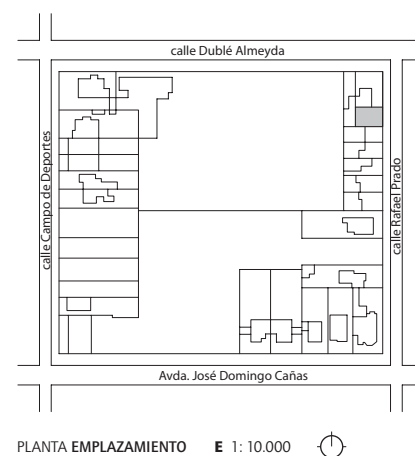 calle Dublé Almeyda
calle Campo de Deportes
calle Rafael Prado
Avda. José Domingo Cañas
PLANTA EMPLAZAMIENTO E 1: 10.000